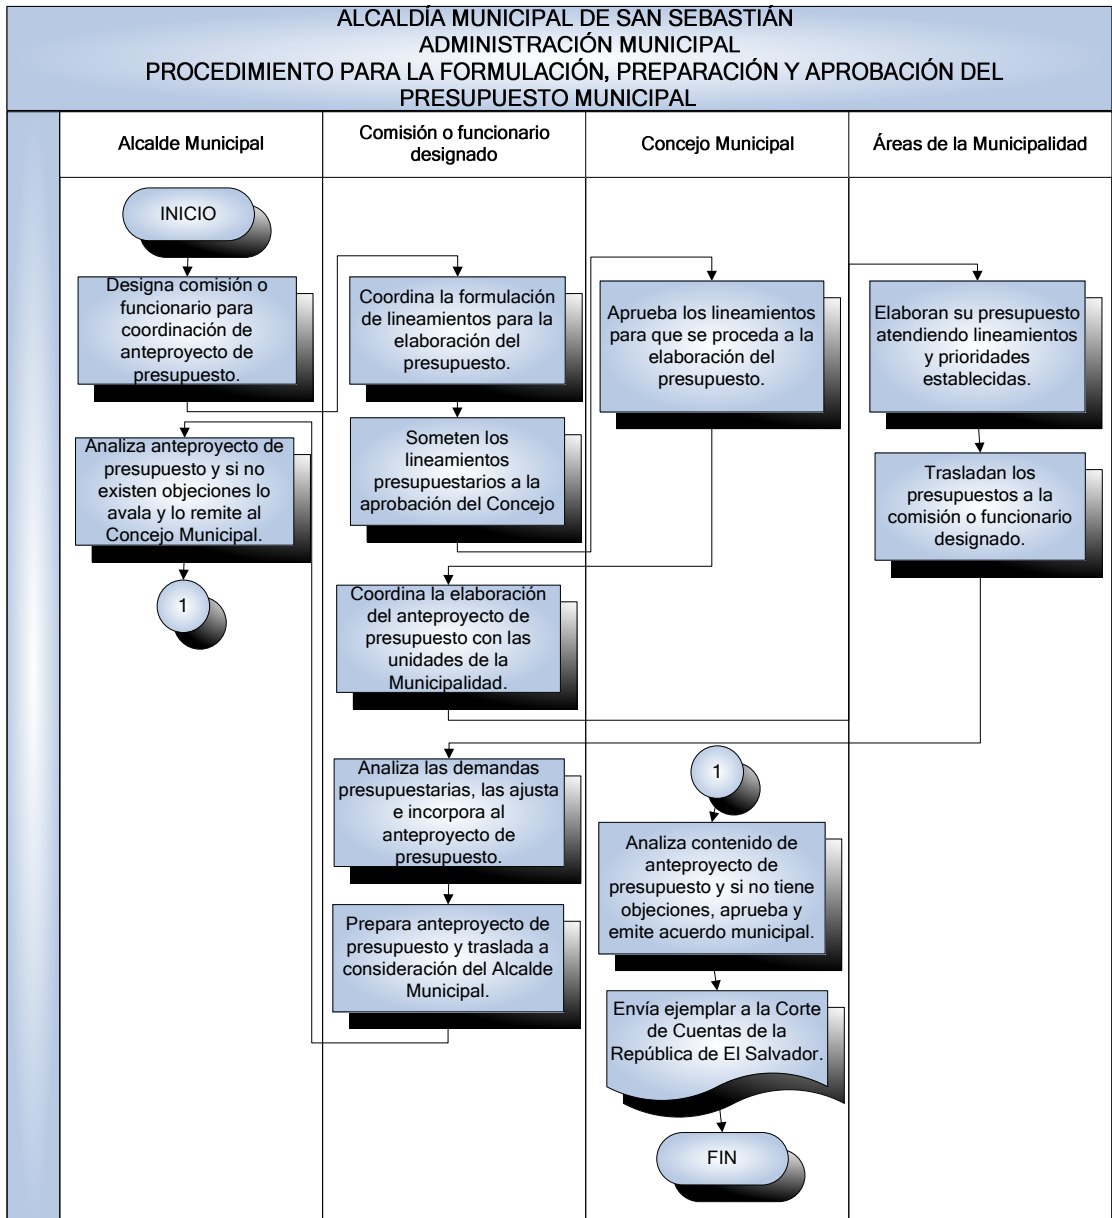 ALCALDÍA MUNICIPAL DE SAN SEBASTIÁN
ADMINISTRACIÓN MUNICIPAL
PROCEDIMIENTO PARA LA FORMULACIÓN, PREPARACIÓN Y APROBACIÓN DEL
PRESUPUESTO MUNICIPAL
Alcalde Municipal
Comisión o funcionario
designado
Concejo Municipal
Áreas de la Municipalidad
INICIO
Designa comisión o
funcionario para
coordinación de
anteproyecto de
presupuesto.
Coordina la formulación
de lineamientos para la
elaboración del
presupuesto.
Aprueba los lineamientos
para que se proceda a la
elaboración del
presupuesto.
Elaboran su presupuesto
atendiendo lineamientos
y prioridades
establecidas.
Analiza anteproyecto de
presupuesto y si no
existen objeciones lo
avala y lo remite al
Concejo Municipal.
Someten los
lineamientos
presupuestarios a la
aprobación del Concejo
Trasladan los
presupuestos a la
comisión o funcionario
designado.
1
Coordina la elaboración
del anteproyecto de
presupuesto con las
unidades de la
Municipalidad.
Analiza las demandas
presupuestarias, las ajusta
e incorpora al
anteproyecto de
presupuesto.
1
Analiza contenido de
anteproyecto de
presupuesto y si no tiene
objeciones, aprueba y
emite acuerdo municipal.
Prepara anteproyecto de
presupuesto y traslada a
consideración del Alcalde
Municipal.
Envía ejemplar a la Corte
de Cuentas de la
República de El Salvador.
FIN